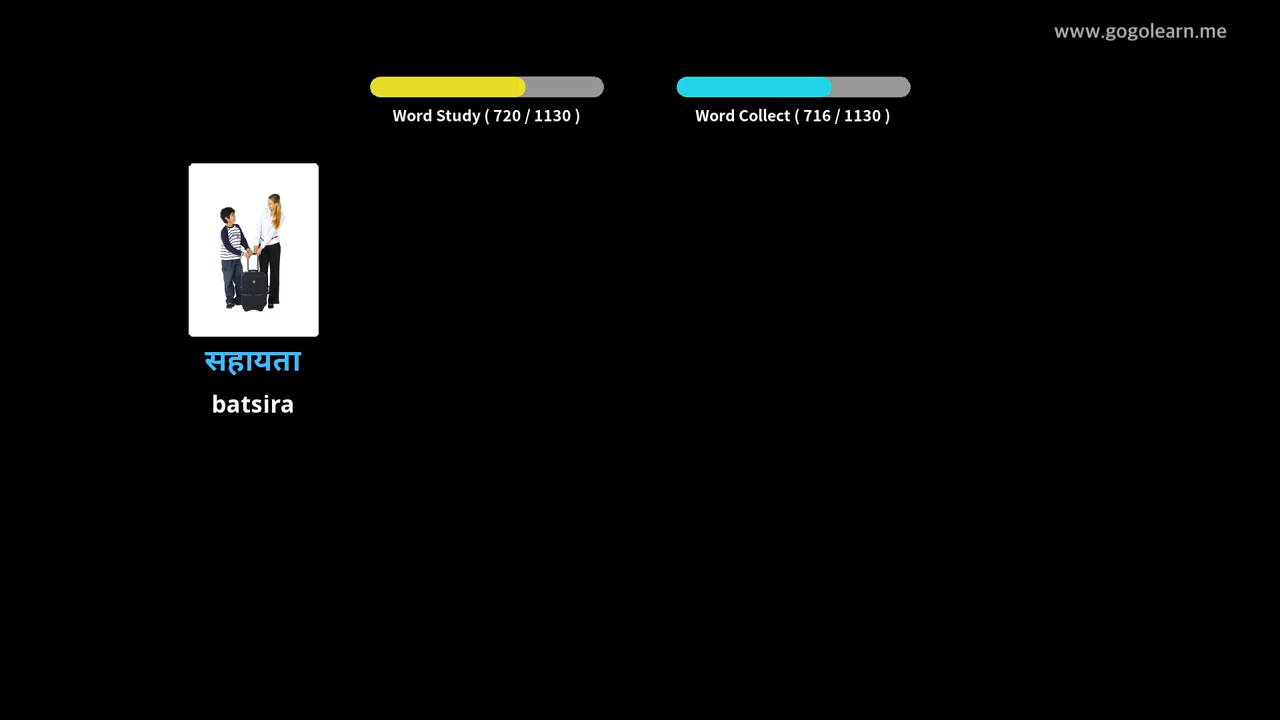 www.gogolearn.me
Word Study ( 720 / 1130 )
Word Collect ( 716 / 1130 )
सहायता
batsira